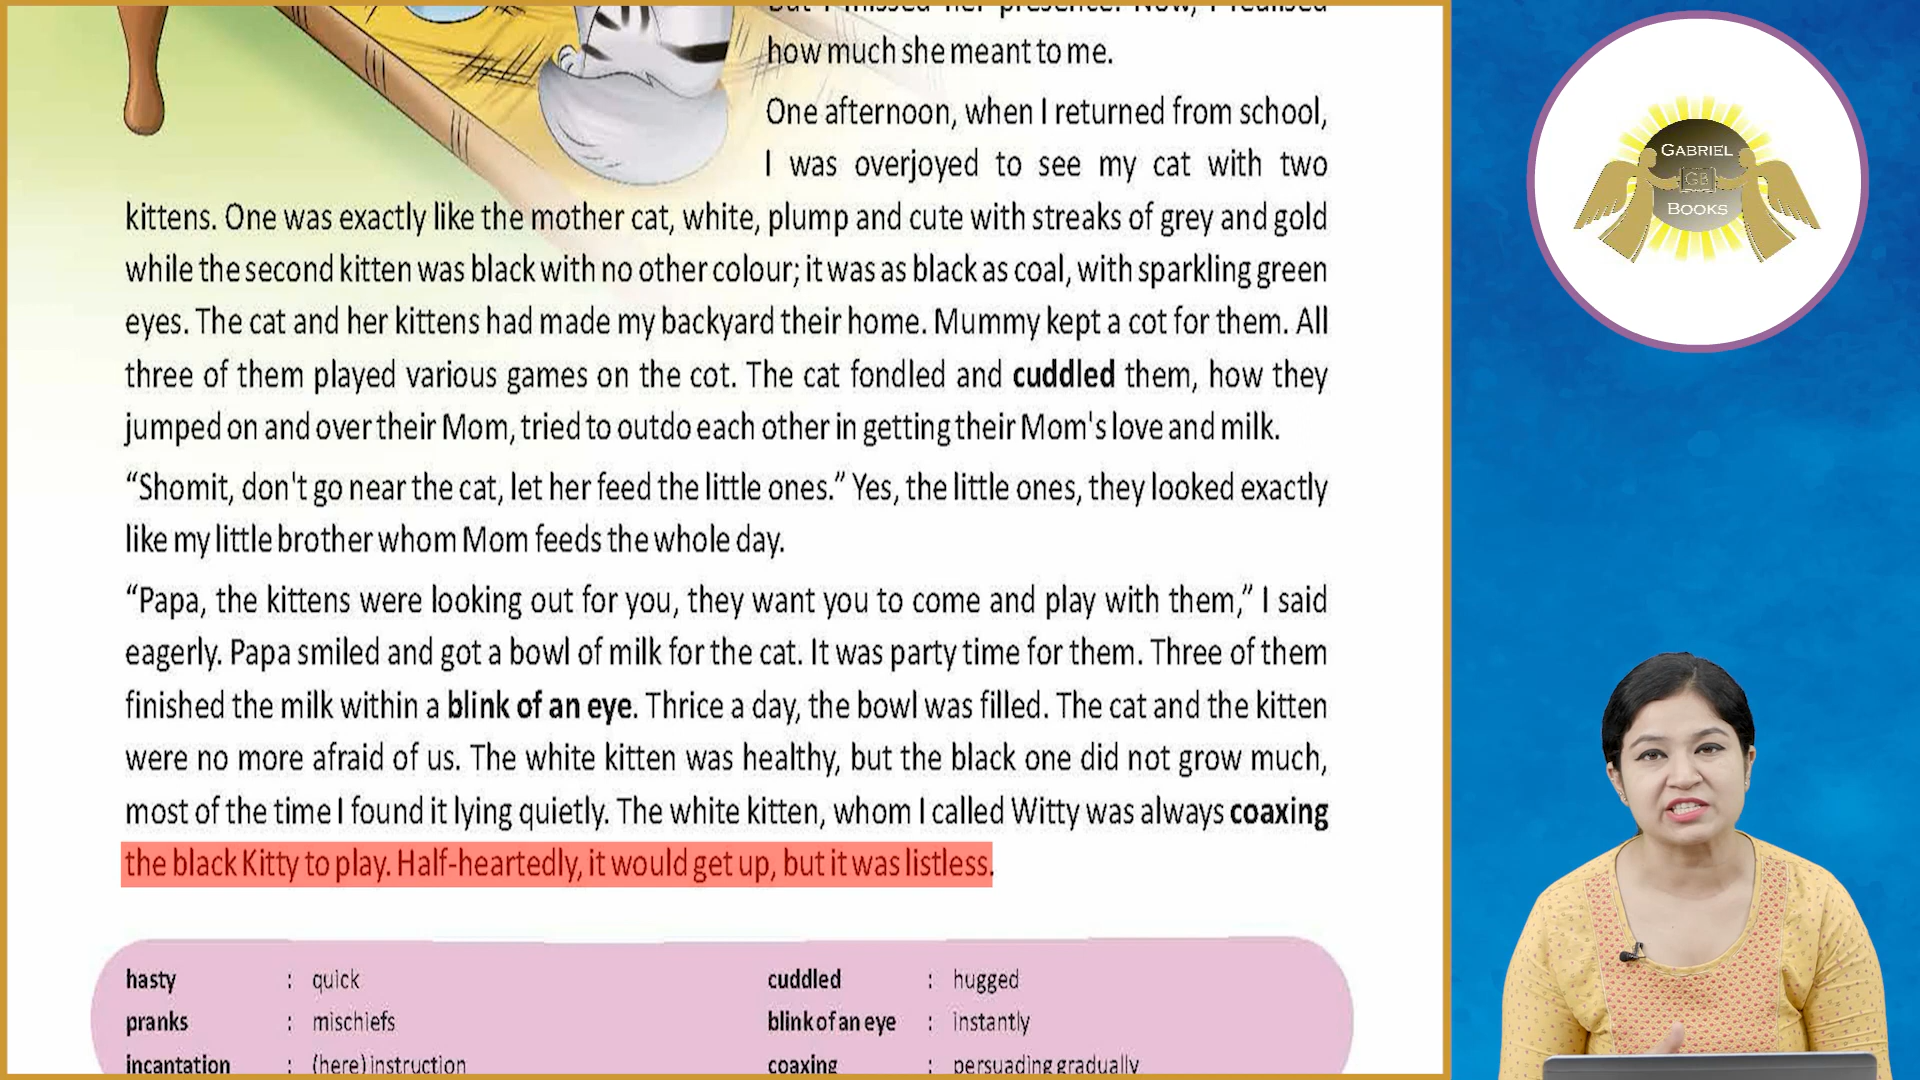 but I missed her presence. Now, I realised
how much she meant to me.
One afternoon, when I returned from school,
I was overjoyed to see my cat with two
kittens. One was exactly like the mother cat, white, plump and cute with streaks of grey and gold
while the second kitten was black with no other colour; it was as black as coal, with sparkling green
eyes. The cat and her kittens had made my backyard their home. Mummy kept a cot for them. All
three of them played various games on the cot. The cat fondled and cuddled them, how they
jumped on and over their Mom, tried to outdo each other in getting their Mom's love and milk.
“Shomit, don't go near the cat, let her feed the little ones.” Yes, the little ones, they looked exactly
like my little brother whom Mom feeds the whole day.
“Papa, the kittens were looking out for you, they want you to come and play with them,” I said
eagerly. Papa smiled and got a bowl of milk for the cat. It was party time for them. Three of them
finished the milk within a blink of an eye. Thrice a day, the bowl was filled. The cat and the kitten
were no more afraid of us. The white kitten was healthy, but the black one did not grow much,
most of the time I found it lying quietly. The white kitten, whom I called Witty was always coaxing
the black Kitty to play. Half-heartedly, it would get up, but it was listless.
hasty : quick
pranks : mischiefs
incantation : (here) instruction
cuddled : hugged
blink of an eye : instantly
coaxing : persuading gradually
GABRIEL
GB
BOOKS